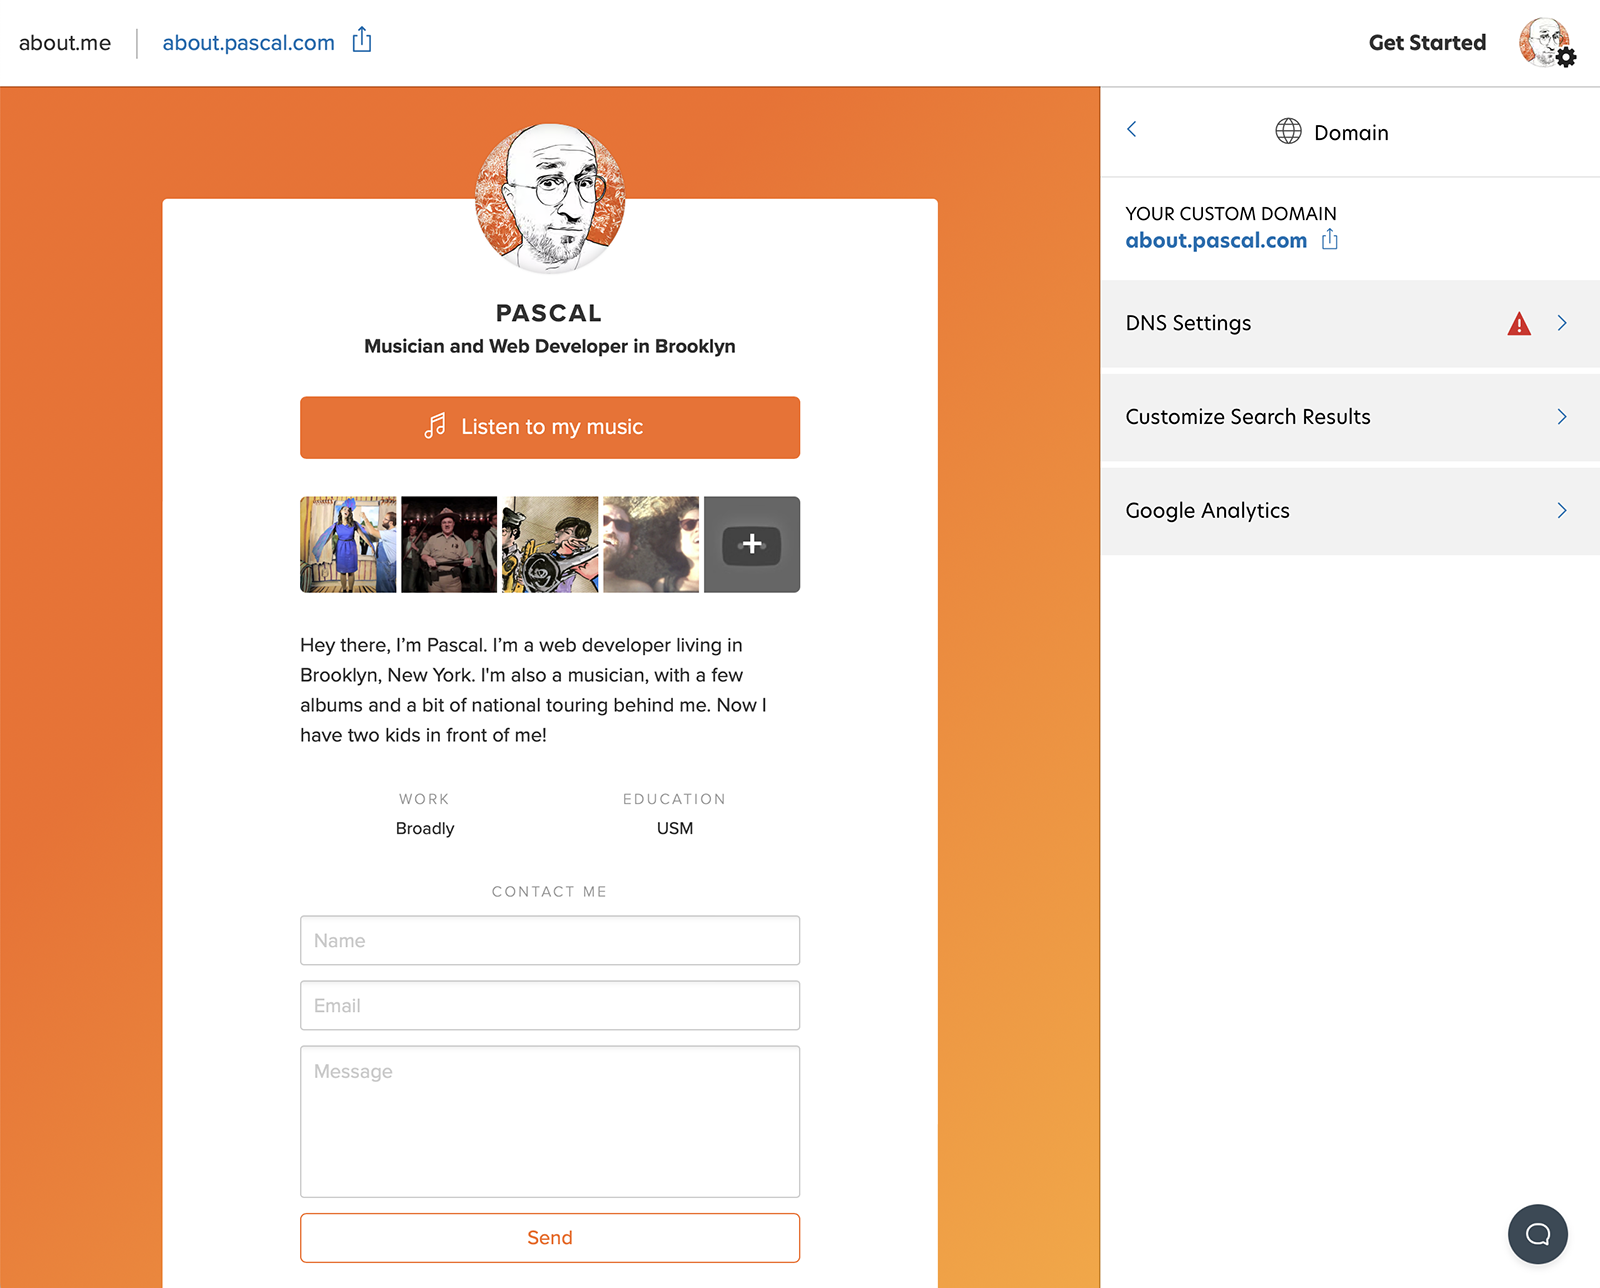 about.me
about.pascal.com
Get Started
PASCAL
Musician and Web Developer in Brooklyn
Listen to my music
Hey there, I’m Pascal. I’m a web developer living in
Brooklyn, New York. I'm also a musician, with a few
albums and a bit of national touring behind me. Now I
have two kids in front of me!
WORK
Broadly
EDUCATION
USM
CONTACT ME
Name
Email
Message
Send
Domain
YOUR CUSTOM DOMAIN
about.pascal.com
DNS Settings
Customize Search Results
Google Analytics